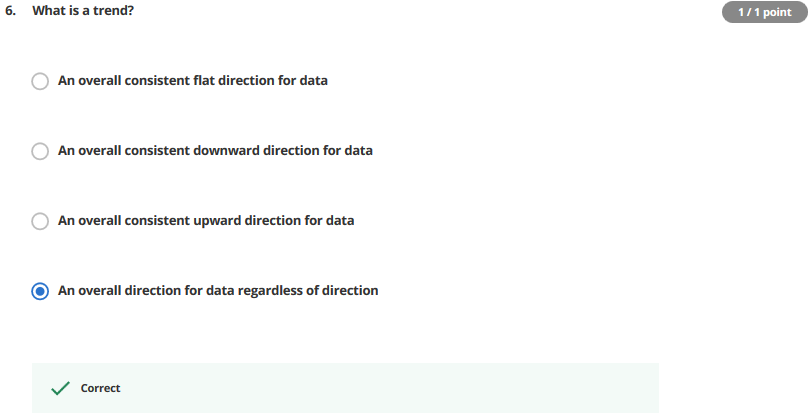 6. What is a trend?
1 / 1 point
An overall consistent flat direction for data
An overall consistent downward direction for data
An overall consistent upward direction for data
An overall direction for data regardless of direction
Correct